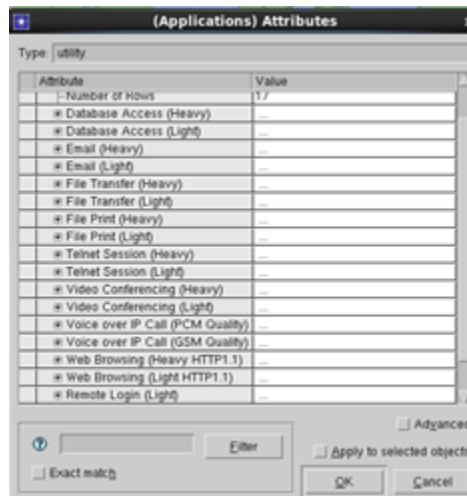 (Applications) Attributes
Type: utility
Attribute Value
Number of Rows 17
Database Access (Heavy) ...
Database Access (Light) ...
Email (Heavy) ...
Email (Light) ...
File Transfer (Heavy) ...
File Transfer (Light) ...
File Print (Heavy) ...
File Print (Light) ...
Telnet Session (Heavy) ...
Telnet Session (Light) ...
Video Conferencing (Heavy) ...
Video Conferencing (Light) ...
Voice over IP Call (PCM Quality) ...
Voice over IP Call (GSM Quality) ...
Web Browsing (Heavy HTTP1.1) ...
Web Browsing (Light HTTP1.1) ...
Remote Login (Light) ...
Advanced
? Filter
Apply to selected objects
Exact match
OK Cancel